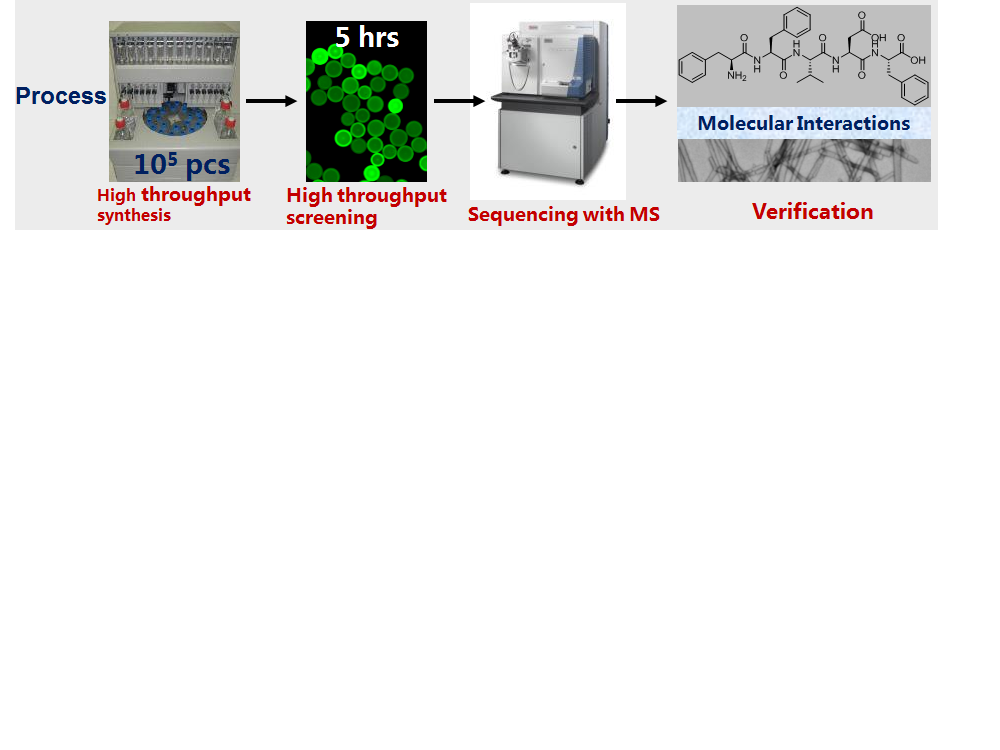 Process
10⁵ pcs
High throughput
synthesis
5 hrs
High throughput
screening
Sequencing with MS
O
NH₂
N
H
O
H
N
O
N
H
O
OH
O
H
N
O
OH
Molecular Interactions
Verification